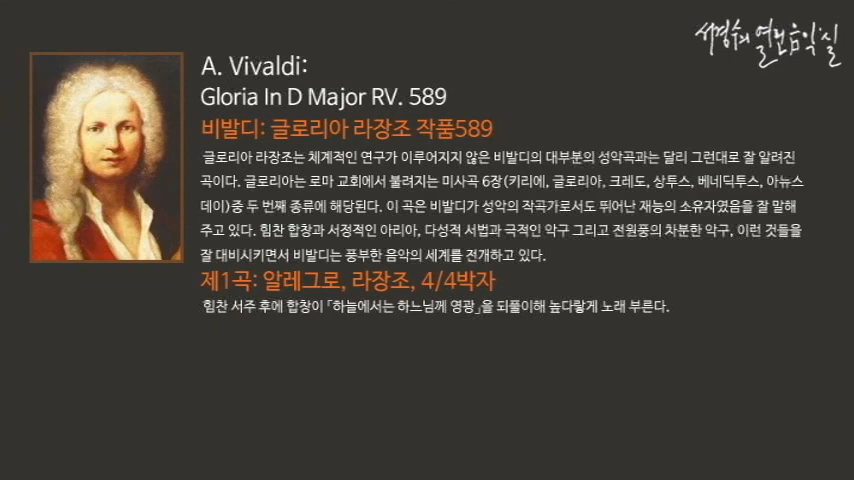 서경수의 열린음악실
A. Vivaldi:
Gloria In D Major RV. 589
비발디: 글로리아 라장조 작품589
글로리아 라장조는 체계적인 연구가 이루어지지 않은 비발디의 대부분의 성악곡과는 달리 그런대로 잘 알려진
곡이다. 글로리아는 로마 교회에서 불려지는 미사곡 6장(키리에, 글로리아, 크레도, 상투스, 베네딕투스, 아뉴스
데이)중 두 번째 종류에 해당된다. 이 곡은 비발디가 성악의 작곡가로서도 뛰어난 재능의 소유자였음을 잘 말해
주고 있다. 힘찬 합창과 서정적인 아리아, 다성적 서법과 극적인 악구 그리고 전원풍의 차분한 악구, 이런 것들을
잘 대비시키면서 비발디는 풍부한 음악의 세계를 전개하고 있다.
제1곡: 알레그로, 라장조, 4/4박자
힘찬 서주 후에 합창이 「하늘에서는 하느님께 영광」을 되풀이해 높다랗게 노래 부른다.